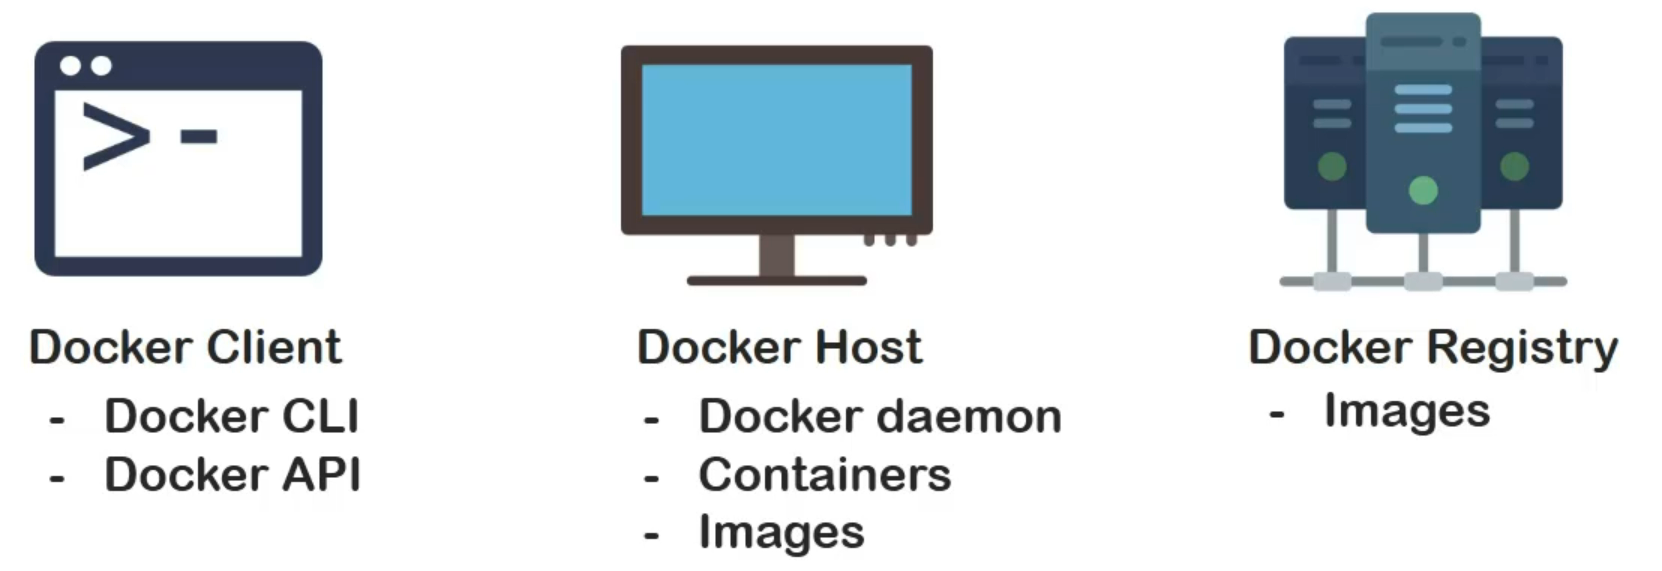 >-
Docker Client
- Docker CLI
- Docker API
Docker Host
- Docker daemon
- Containers
- Images
Docker Registry
- Images